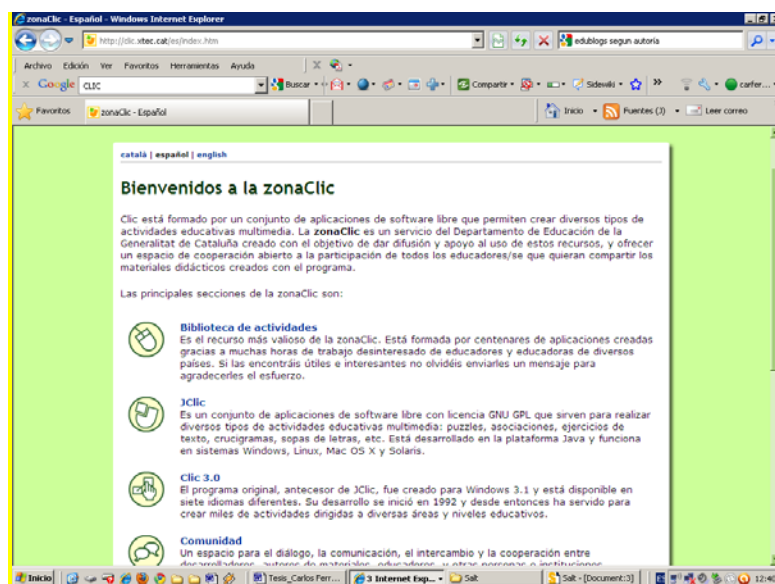 zonaClic - Español - Windows Internet Explorer
http://clic.xtec.cat/es/index.htm
edublogs segun autoria
Archivo Edición Ver Favoritos Herramientas Ayuda
Google CLIC Buscar Compartir Sidewiki carfer...
Favoritos zonaClic - Español Inicio Fuentes (J) Leer correo
català | español | english
Bienvenidos a la zonaClic
Clic está formado por un conjunto de aplicaciones de software libre que permiten crear diversos tipos de
actividades educativas multimedia. La zonaClic es un servicio del Departamento de Educación de la
Generalitat de Cataluña creado con el objetivo de dar difusión y apoyo al uso de estos recursos, y ofrecer
un espacio de cooperación abierto a la participación de todos los educadores/se que quieran compartir los
materiales didácticos creados con el programa.
Las principales secciones de la zonaClic son:
Biblioteca de actividades
Es el recurso más valioso de la zonaClic. Está formada por centenares de aplicaciones creadas
gracias a muchas horas de trabajo desinteresado de educadores y educadoras de diversos
países. Si las encontráis útiles e interesantes no olvidéis enviarles un mensaje para
agradecerles el esfuerzo.
JClic
Es un conjunto de aplicaciones de software libre con licencia GNU GPL que sirven para realizar
diversos tipos de actividades educativas multimedia: puzzles, asociaciones, ejercicios de
texto, crucigramas, sopas de letras, etc. Está desarrollado en la plataforma Java y funciona
en sistemas Windows, Linux, Mac OS X y Solaris.
Clic 3.0
El programa original, antecesor de JClic, fue creado para Windows 3.1 y está disponible en
siete idiomas diferentes. Su desarrollo se inició en 1992 y desde entonces ha servido para
crear miles de actividades dirigidas a diversas áreas y niveles educativos.
Comunidad
Un espacio para el diálogo, la comunicación, el intercambio y la cooperación entre
desarrolladores, autores de materiales, educadores, y otras personas o instituciones
Inicio Tesis_Carlos Ferr... 3 Internet Exp... Salt Salt - [Document:3]